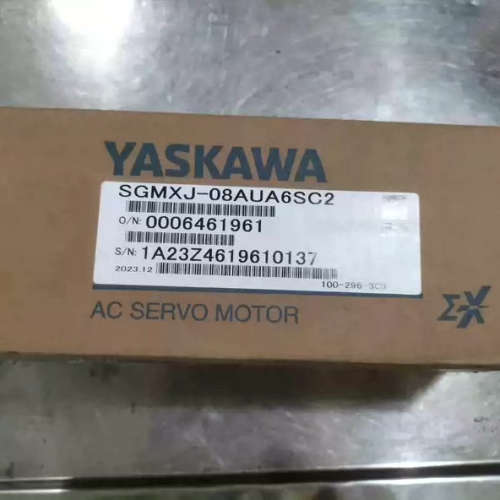 YASKAWA
SGMXJ-08AUA6SC2
O/N: 0006461961
S/N: 1A23Z4619610137
2023.12
100-296-3C3
AC SERVO MOTOR
Σ-X